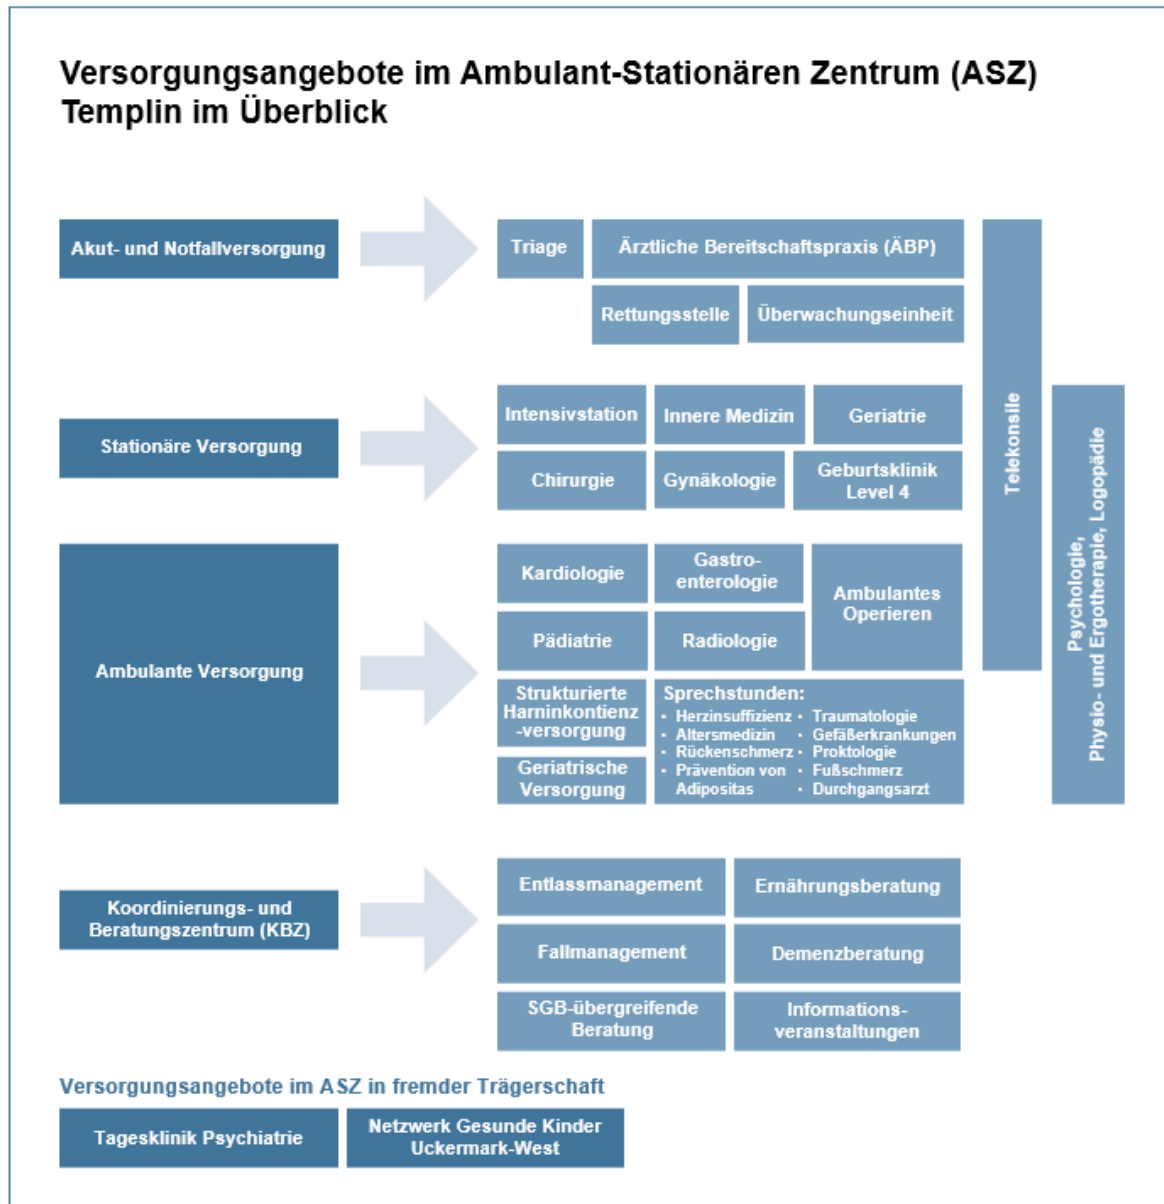 Versorgungsangebote im Ambulant-Stationären Zentrum (ASZ)
Templin im Überblick
Akut- und Notfallversorgung
Triage
Ärztliche Bereitschaftspraxis (ÄBP)
Rettungsstelle
Überwachungseinheit
Stationäre Versorgung
Intensivstation
Innere Medizin
Geriatrie
Chirurgie
Gynäkologie
Geburtsklinik
Level 4
Ambulante Versorgung
Kardiologie
Gastro-
enterologie
Ambulantes
Operieren
Pädiatrie
Radiologie
Strukturierte
Harninkontienz
-versorgung
Geriatrische
Versorgung
Sprechstunden:
• Herzinsuffizienz
• Altersmedizin
• Rückenschmerz
• Prävention von
Adipositas
• Traumatologie
• Gefäßerkrankungen
• Proktologie
• Fußschmerz
• Durchgangsarzt
Telekonsile
Psychologie,
Physio- und Ergotherapie, Logopädie
Koordinierungs- und
Beratungszentrum (KBZ)
Entlassmanagement
Ernährungsberatung
Fallmanagement
Demenzberatung
SGB-übergreifende
Beratung
Informations-
veranstaltungen
Versorgungsangebote im ASZ in fremder Trägerschaft
Tagesklinik Psychiatrie
Netzwerk Gesunde Kinder
Uckermark-West